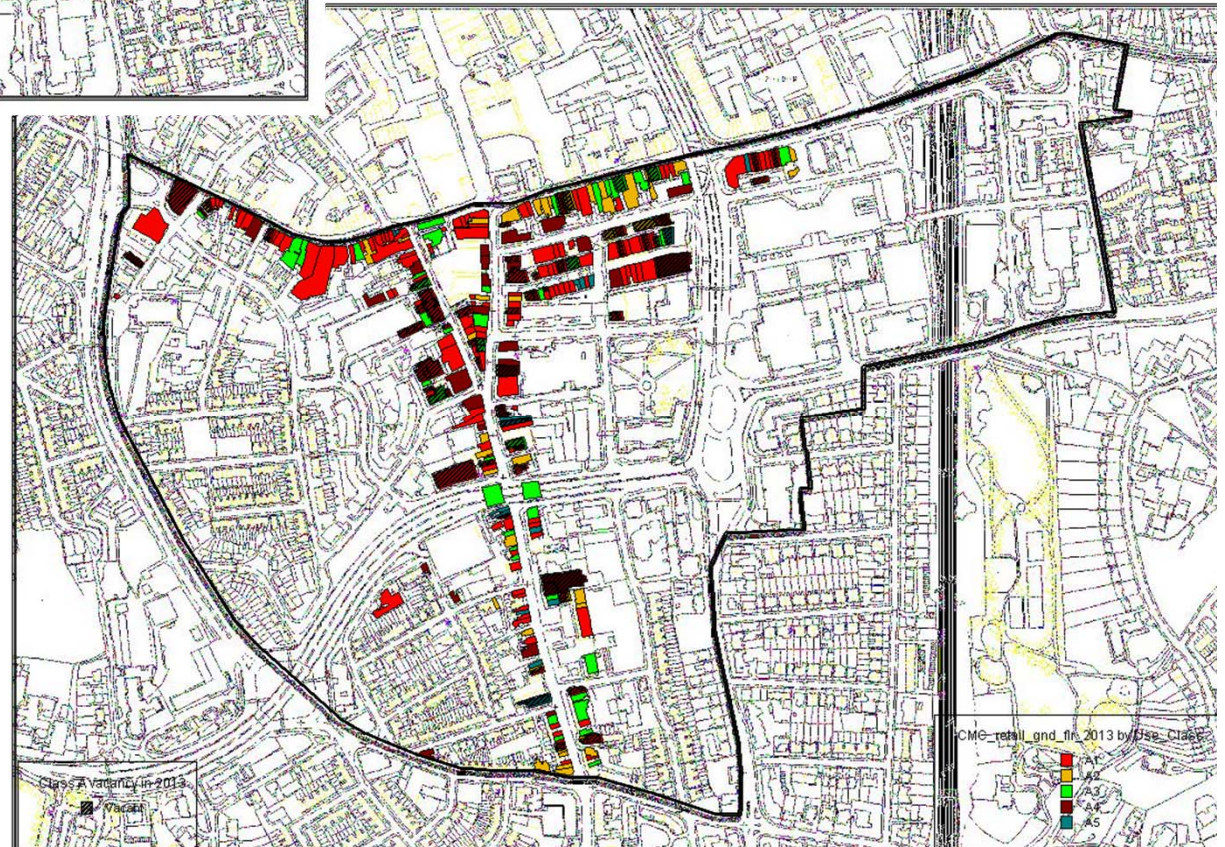 CMC_retail_gnd_flr_2013 by Use_Class
A1
A2
A3
A4
A5
Class A vacancy in 2013
Vacant